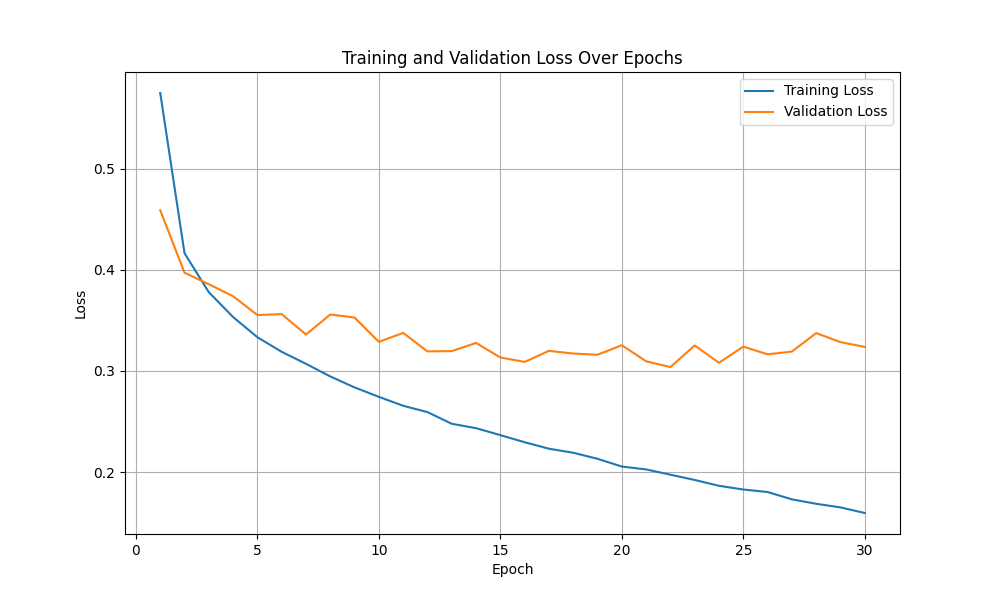 Training and Validation Loss Over Epochs
Training Loss
Validation Loss
0.5
0.4
0.3
0.2
Loss
0 5 10 15 20 25 30
Epoch